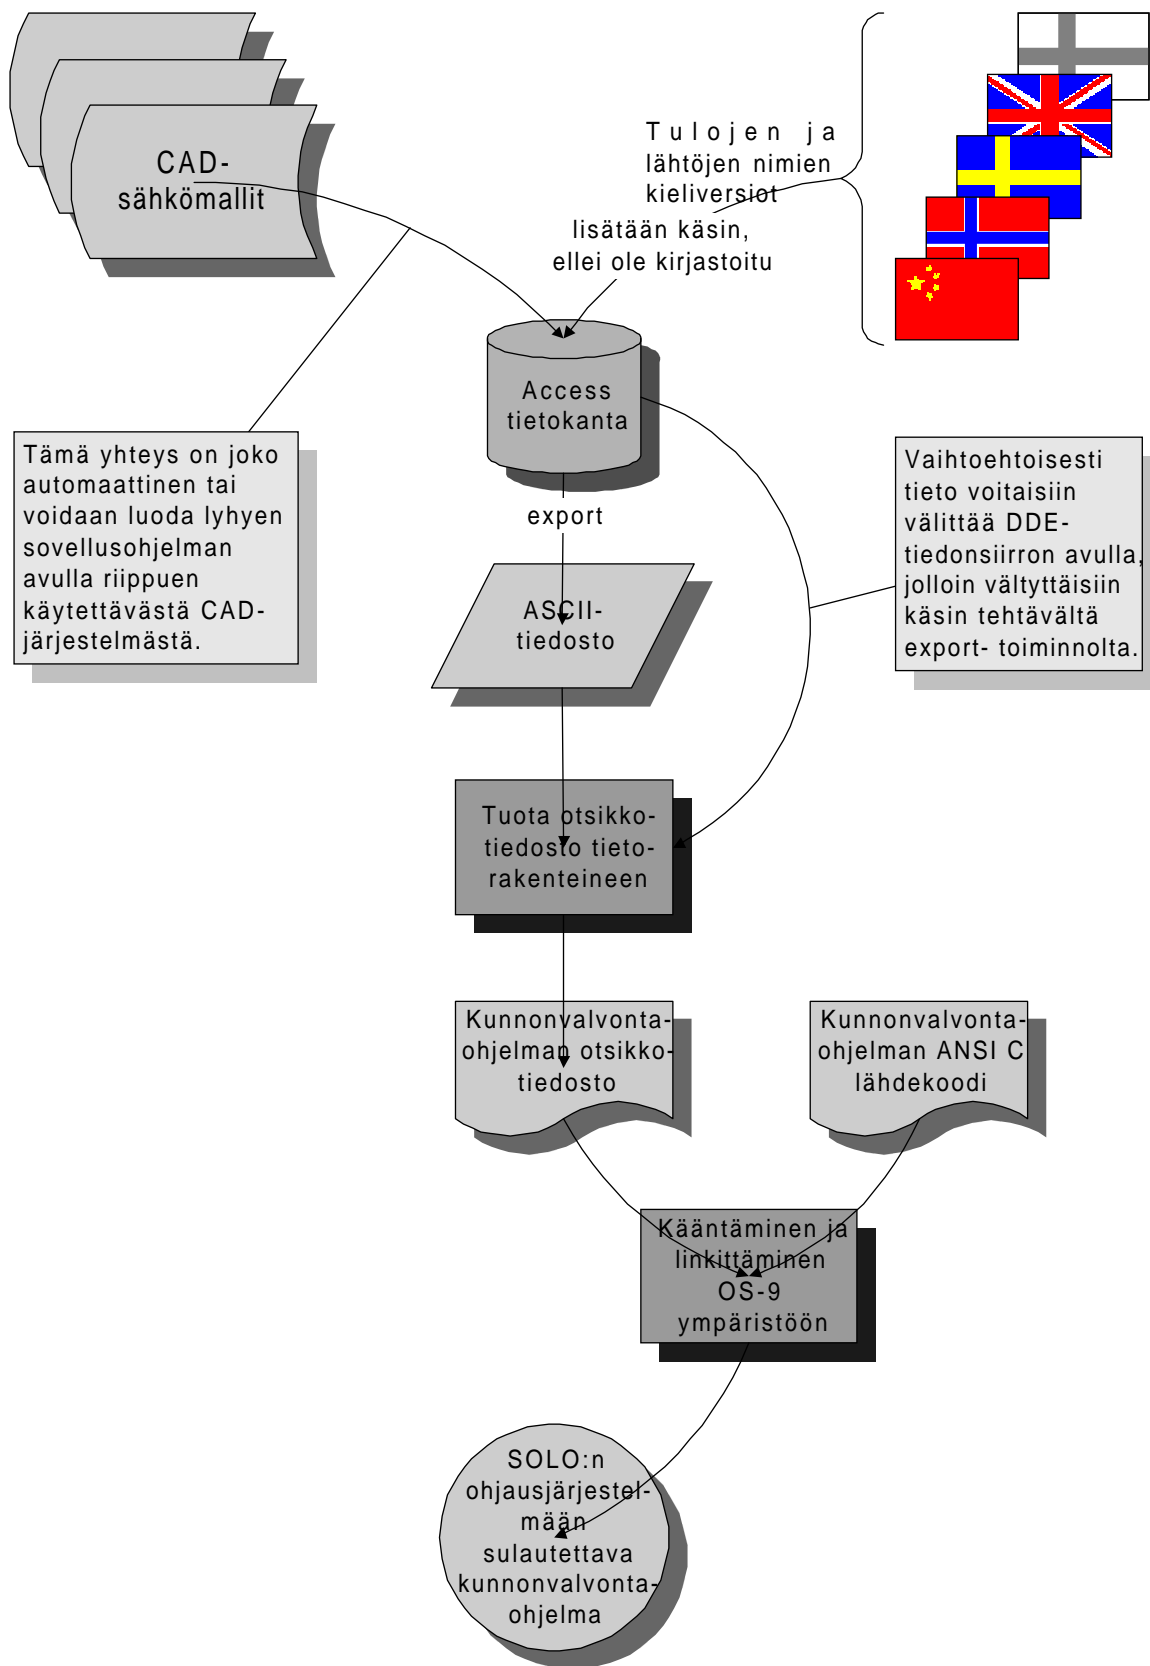 CAD-
sähkömallit
Tulojen ja
lähtöjen nimien
kieliversiot
lisätään käsin,
ellei ole kirjastoitu
Access
tietokanta
Tämä yhteys on joko
automaattinen tai
voidaan luoda lyhyen
sovellusohjelman
avulla riippuen
käytettävästä CAD-
järjestelmästä.
Vaihtoehtoisesti
tieto voitaisiin
välittää DDE-
tiedonsiirron avulla,
jolloin vältyttäisiin
käsin tehtävältä
export- toiminnolta.
export
ASCII-
tiedosto
Tuota otsikko-
tiedosto tieto-
rakenteineen
Kunnonvalvonta-
ohjelman otsikko-
tiedosto
Kunnonvalvonta-
ohjelman ANSI C
lähdekoodi
Kääntäminen ja
linkittäminen
OS-9
ympäristöön
SOLO:n
ohjausjärjestel-
mään
sulautettava
kunnonvalvonta-
ohjelma